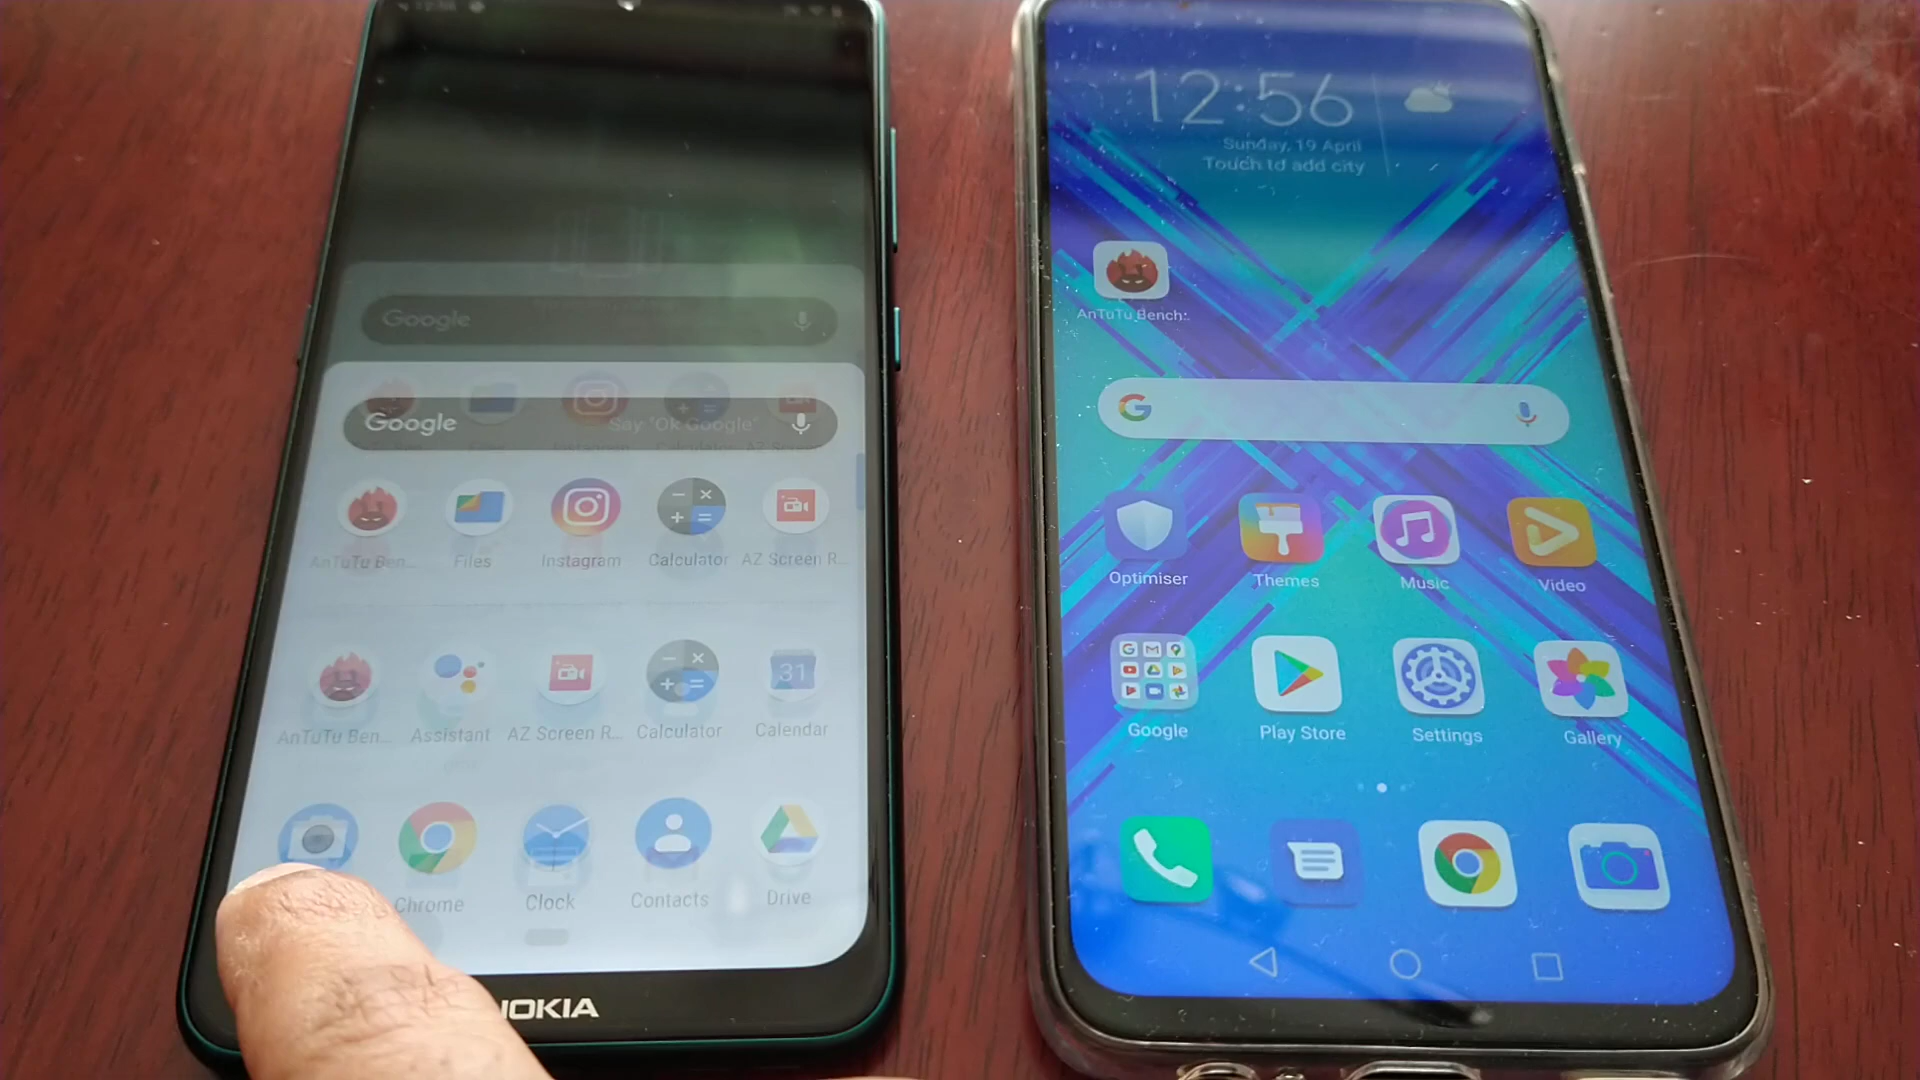 Google
Google Say "Ok Google"
AnTuTu Ben... Files Instagram Calculator AZ Screen R...
AnTuTu Ben... Assistant AZ Screen R... Calculator Calendar
31
Chrome Clock Contacts Drive
NOKIA
12:56
Sunday, 19 April
Touch to add city
AnTuTu Bench:
Optimiser Themes Music Video
Google Play Store Settings Gallery